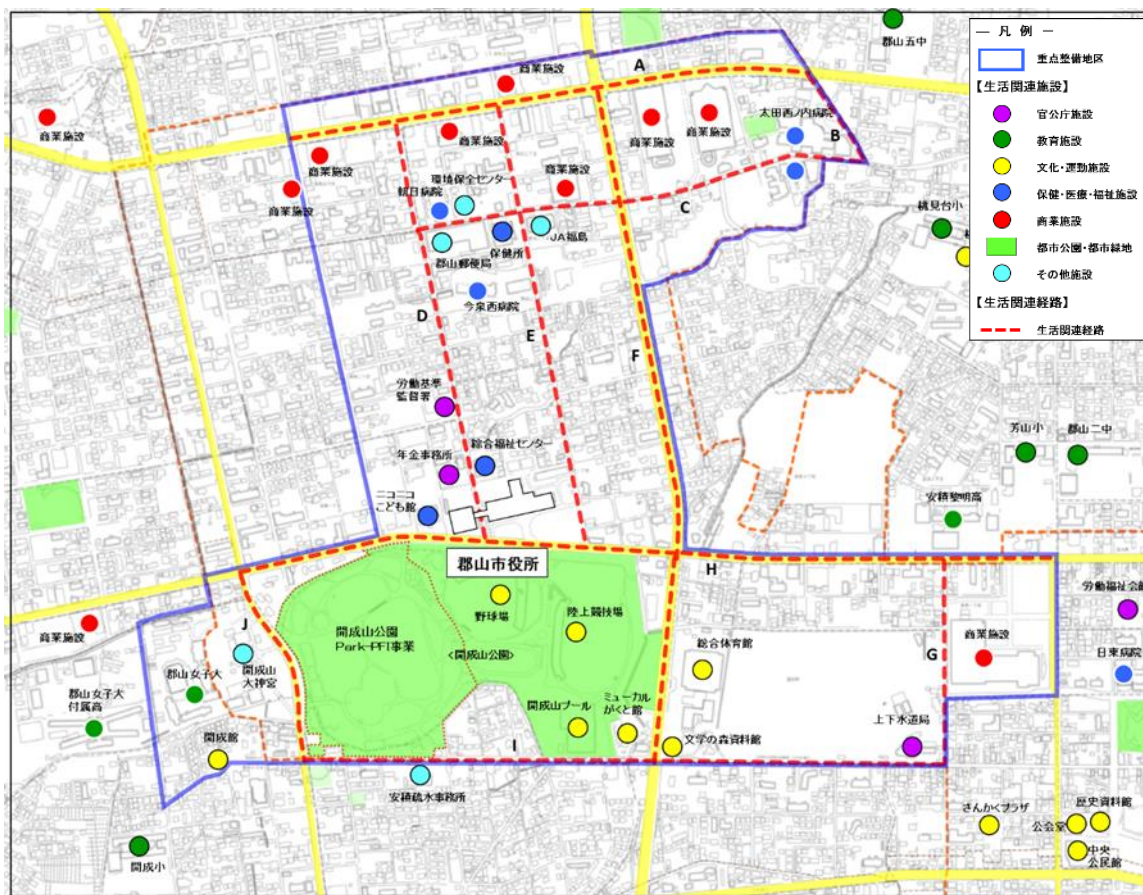 ― 凡 例 ―
重点整備地区
【生活関連施設】
官公庁施設
教育施設
文化・運動施設
保健・医療・福祉施設
商業施設
都市公園・都市緑地
その他施設
【生活関連経路】
生活関連経路
郡山五中
A
商業施設
商業施設
商業施設
商業施設
太田西ノ内病院
B
商業施設
商業施設
商業施設
環境保全センター
朝日病院
商業施設
C
桃見台小
JA福島
保健所
郡山郵便局
今泉西病院
D
E
F
労働基準
監督署
綜合福祉センター
年金事務所
ニコニコ
こども館
芳山小
郡山二中
安積黎明高
郡山市役所
H
野球場
陸上競技場
労働福祉会館
商業施設
J
開成山公園
Park-PFI事業
<開成山公園>
総合体育館
G
商業施設
開成山
大神宮
日東病院
郡山女子大
郡山女子大
付属高
開成山プール
ミューカル
がくと館
上下水道局
開成館
I
文学の森資料館
安積疏水事務所
さんかくプラザ
歴史資料館
公会堂
中央
公民館
開成小